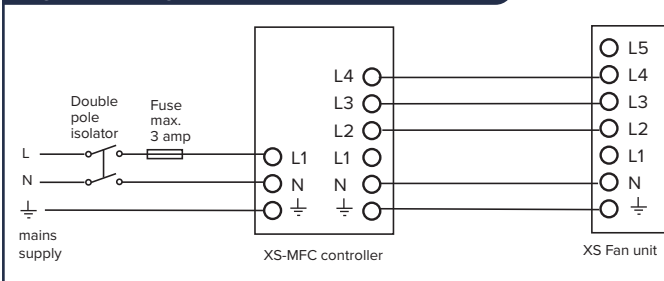 Double
pole
isolator
Fuse
max.
3 amp
L
N
mains
supply
L1
N
L4
L3
L2
L1
N
XS-MFC controller
L5
L4
L3
L2
L1
N
XS Fan unit